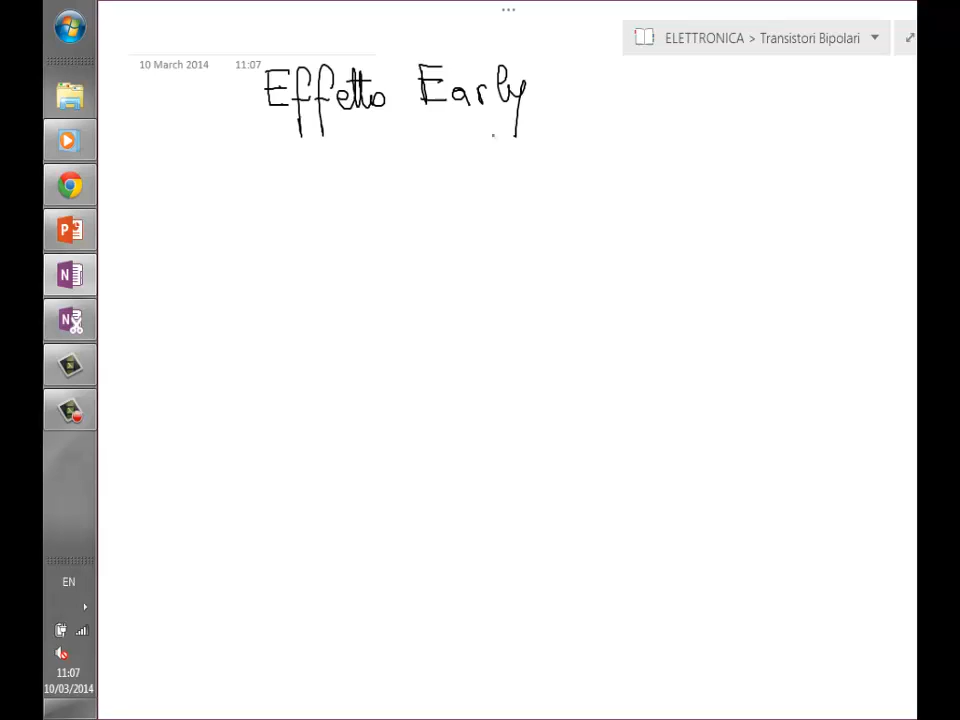 ELETTRONICA > Transistori Bipolari
10 March 2014 11:07
Effetto Early
EN
11:07
10/03/2014